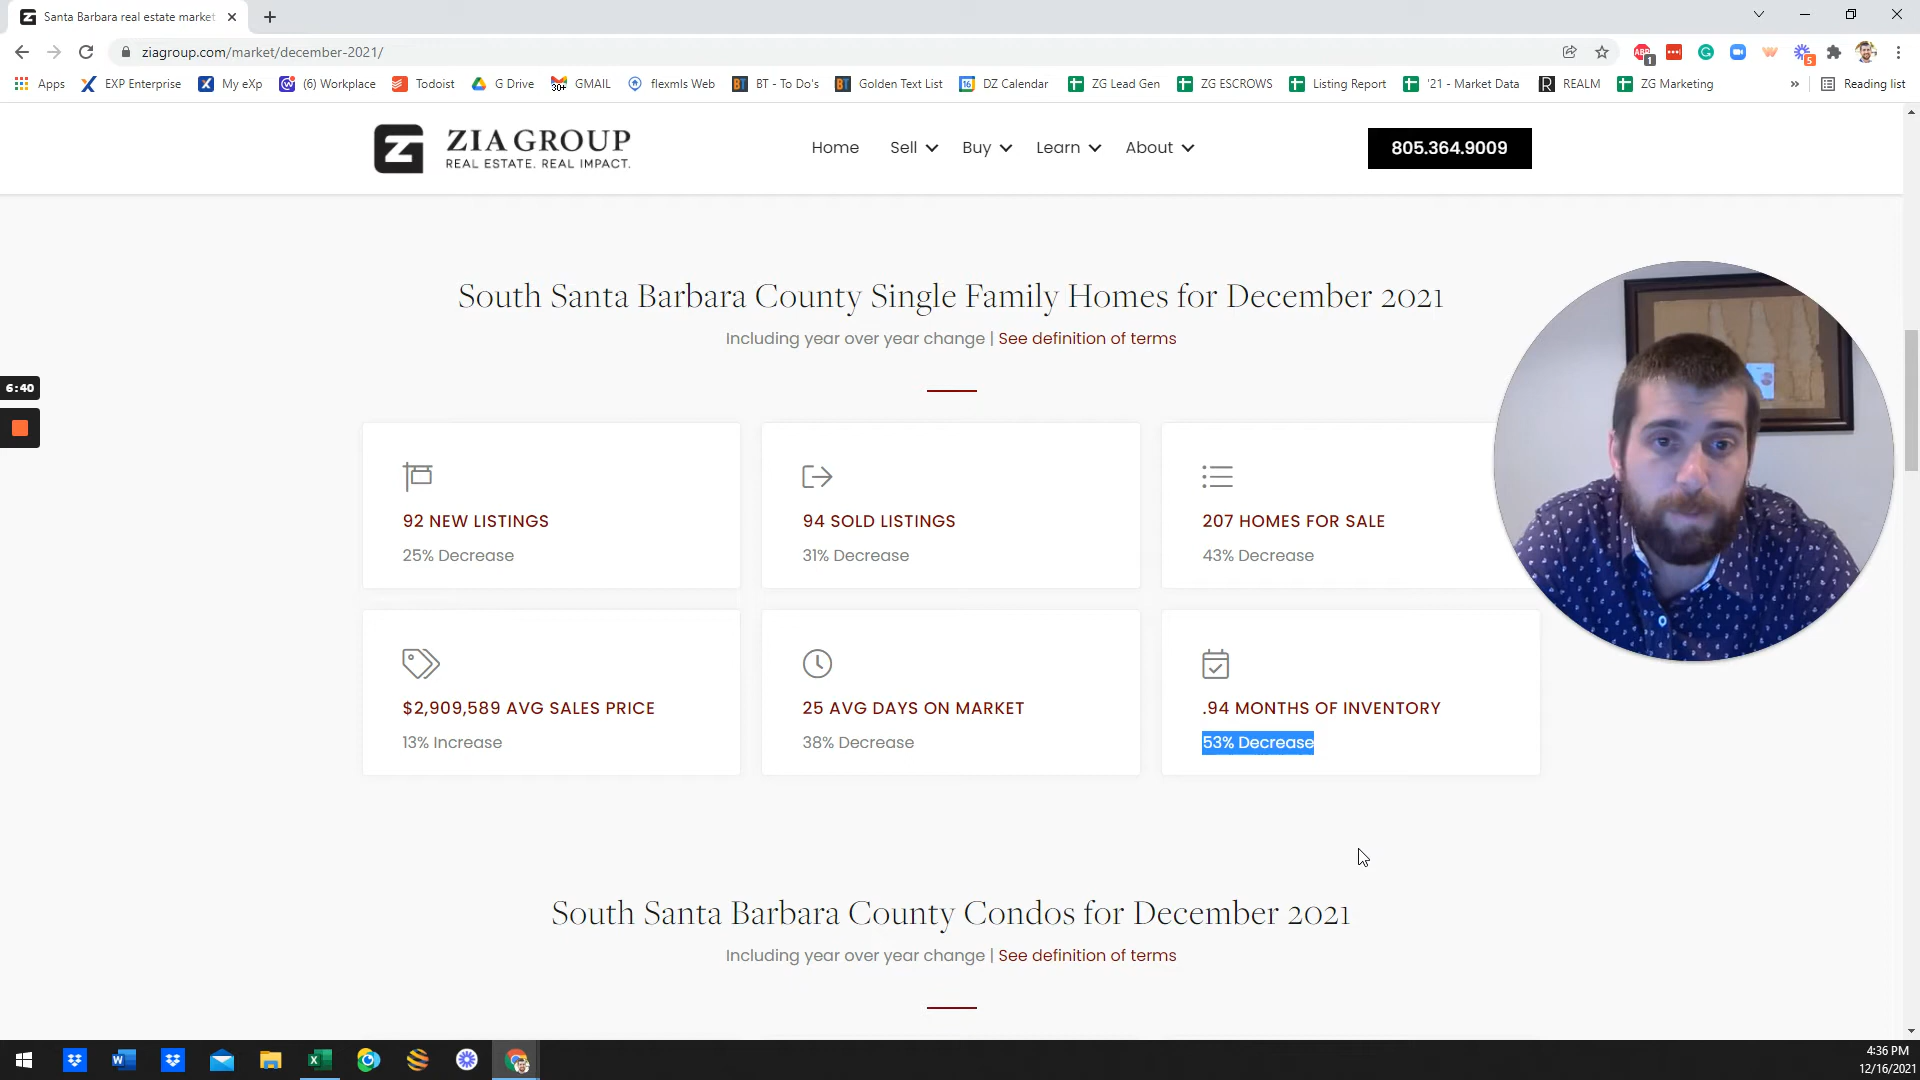 Santa Barbara real estate market
ziagroup.com/market/december-2021/
1
5
Apps
EXP Enterprise
My eXp
(6) Workplace
Todoist
G Drive
30+
GMAIL
flexmls Web
BT - To Do's
Golden Text List
16
DZ Calendar
ZG Lead Gen
ZG ESCROWS
Listing Report
'21 - Market Data
REALM
ZG Marketing
»
Reading list
ZIA GROUP
REAL ESTATE. REAL IMPACT.
Home
Sell
Buy
Learn
About
805.364.9009
South Santa Barbara County Single Family Homes for December 2021
Including year over year change | See definition of terms
6:40
92 NEW LISTINGS
25% Decrease
94 SOLD LISTINGS
31% Decrease
207 HOMES FOR SALE
43% Decrease
$2,909,589 AVG SALES PRICE
13% Increase
25 AVG DAYS ON MARKET
38% Decrease
.94 MONTHS OF INVENTORY
53% Decrease
South Santa Barbara County Condos for December 2021
Including year over year change | See definition of terms
4:36 PM
12/16/2021